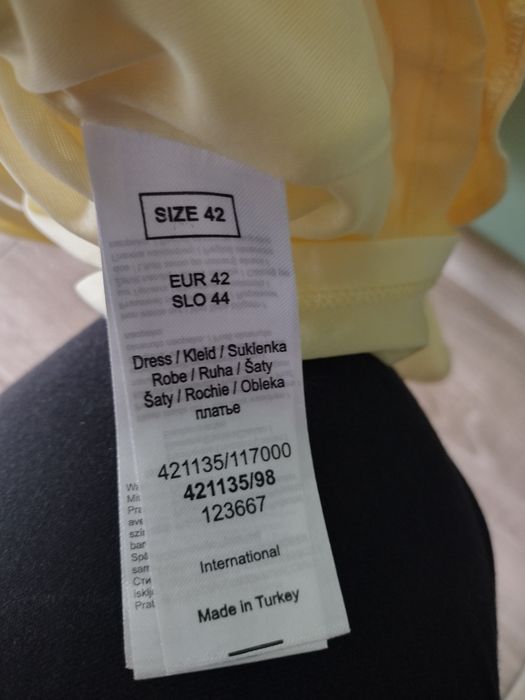 SIZE 42
EUR 42
SLO 44
Dress / Kleid / Sukienka
Robe / Ruha / Šaty
Šaty / Rochie / Obleka
платье
421135/117000
421135/98
123667
International
Made in Turkey